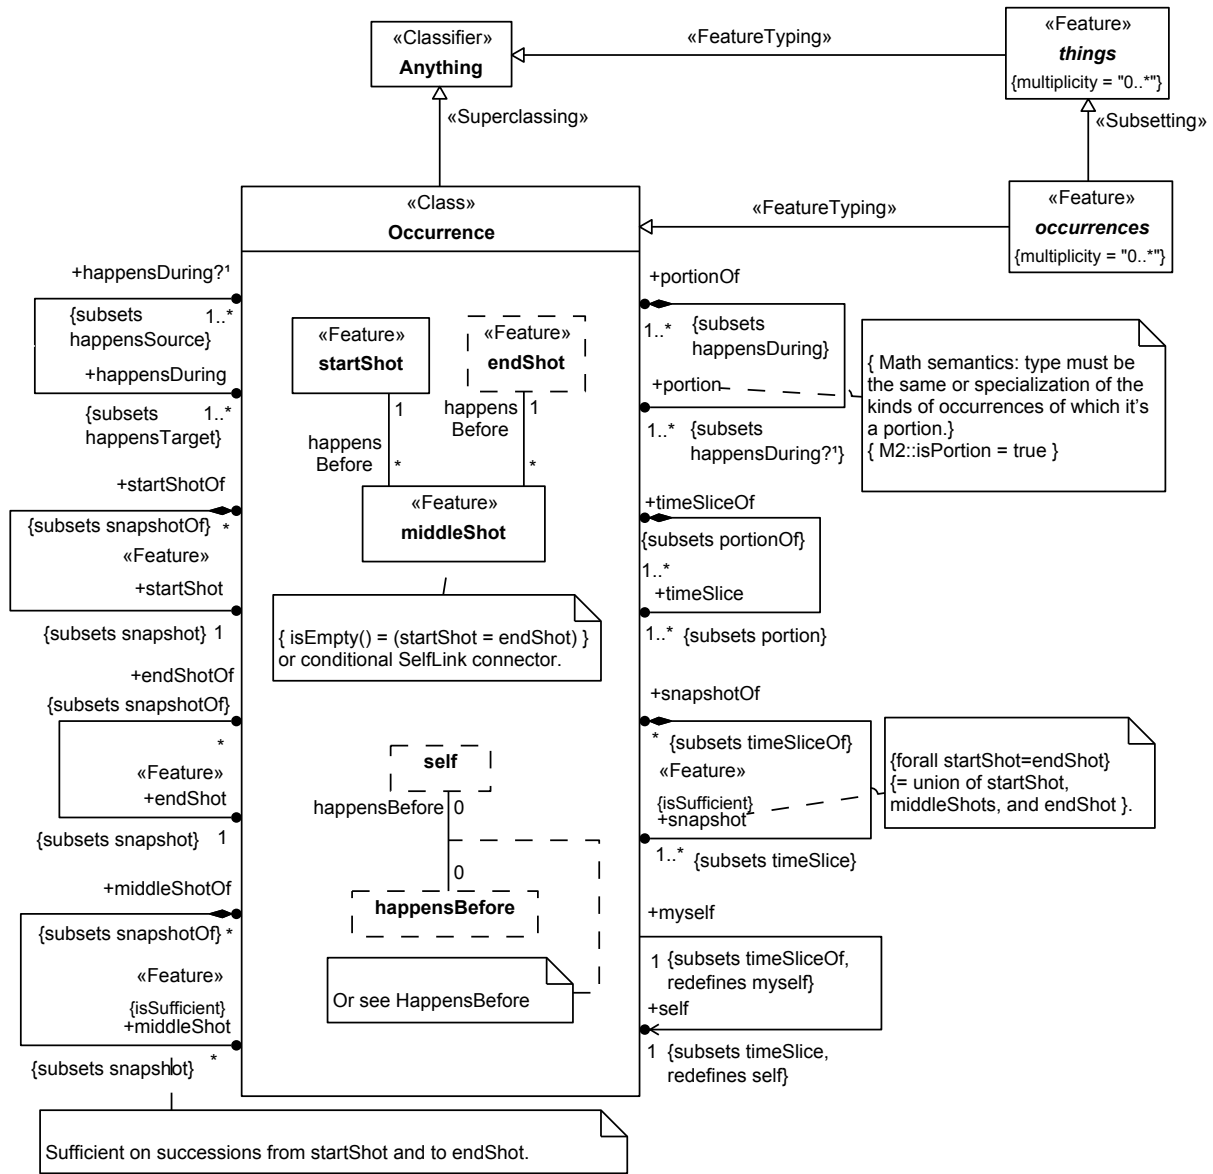 «Classifier»
Anything
«FeatureTyping»
«Feature»
things
{multiplicity = "0..*"}
«Superclassing»
«Subsetting»
«Class»
Occurrence
«FeatureTyping»
«Feature»
occurrences
{multiplicity = "0..*"}
+happensDuring?¹
{subsets 1..*
happensSource}
+happensDuring
{subsets 1..*
happensTarget}
+startShotOf
{subsets snapshotOf} *
«Feature»
+startShot
{subsets snapshot} 1
+endShotOf
{subsets snapshotOf}
*
«Feature»
+endShot
{subsets snapshot} 1
+middleShotOf
{subsets snapshotOf} *
«Feature»
{isSufficient}
+middleShot
{subsets snapshot} *
Sufficient on successions from startShot and to endShot.
«Feature»
startShot
«Feature»
endShot
1
happens
Before
*
happens
Before
1
*
«Feature»
middleShot
{ isEmpty() = (startShot = endShot) }
or conditional SelfLink connector.
self
happensBefore
0
0
happensBefore
Or see HappensBefore
+portionOf
1..* {subsets
happensDuring}
+portion
1..* {subsets
happensDuring?¹}
{ Math semantics: type must be
the same or specialization of the
kinds of occurrences of which it’s
a portion.}
{ M2::isPortion = true }
+timeSliceOf
{subsets portionOf}
1..*
+timeSlice
1..* {subsets portion}
+snapshotOf
* {subsets timeSliceOf}
«Feature»
{isSufficient}
+snapshot
1..* {subsets timeSlice}
{forall startShot=endShot}
{= union of startShot,
middleShots, and endShot }.
+myself
1 {subsets timeSliceOf,
redefines myself}
+self
1 {subsets timeSlice,
redefines self}